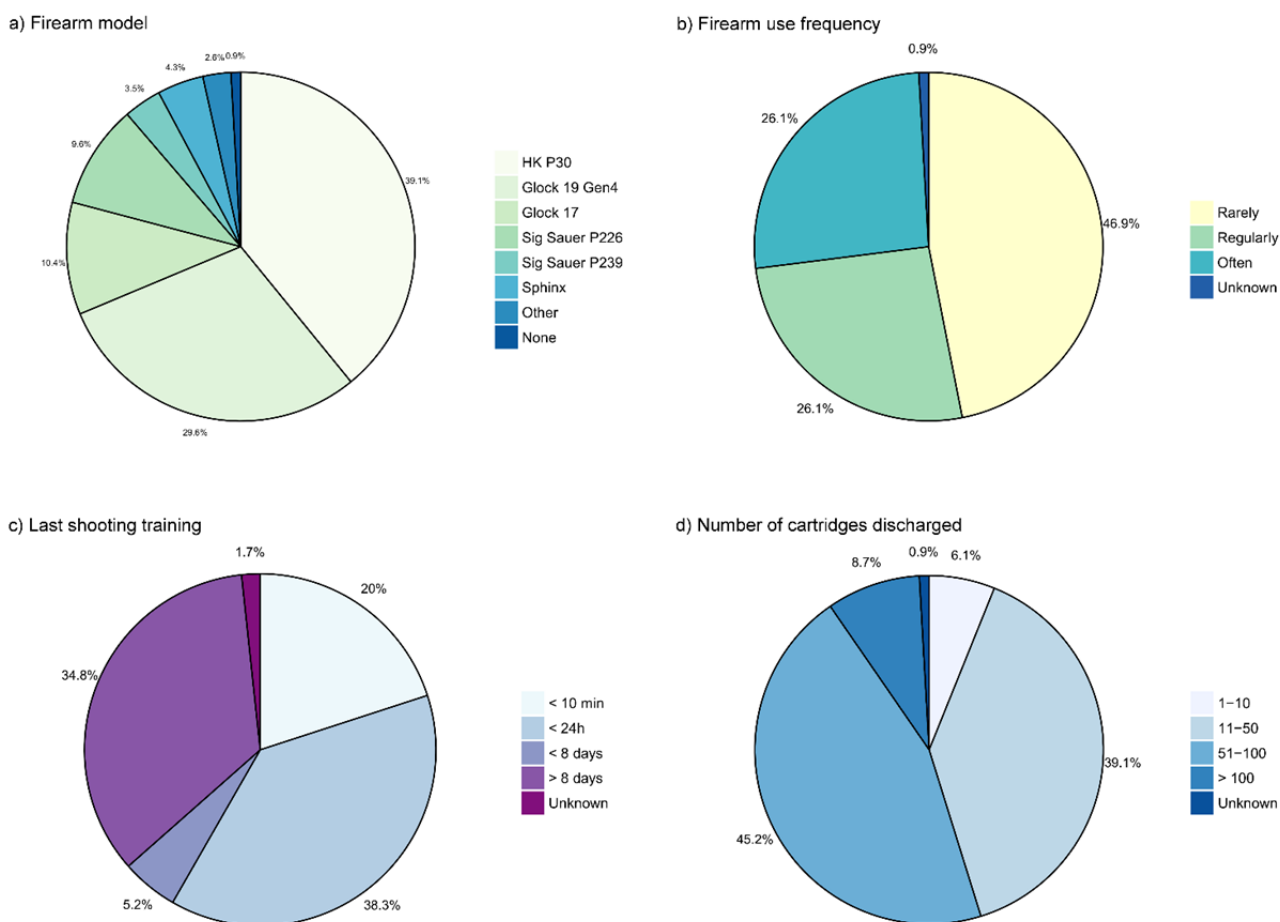 a) Firearm model
0.9%
2.6%
4.3%
3.5%
9.6%
10.4%
29.6%
39.1%
HK P30
Glock 19 Gen4
Glock 17
Sig Sauer P226
Sig Sauer P239
Sphinx
Other
None
b) Firearm use frequency
0.9%
26.1%
26.1%
46.9%
Rarely
Regularly
Often
Unknown
c) Last shooting training
1.7%
20%
34.8%
5.2%
38.3%
< 10 min
< 24h
< 8 days
> 8 days
Unknown
d) Number of cartridges discharged
0.9%
6.1%
8.7%
39.1%
45.2%
1−10
11−50
51−100
> 100
Unknown